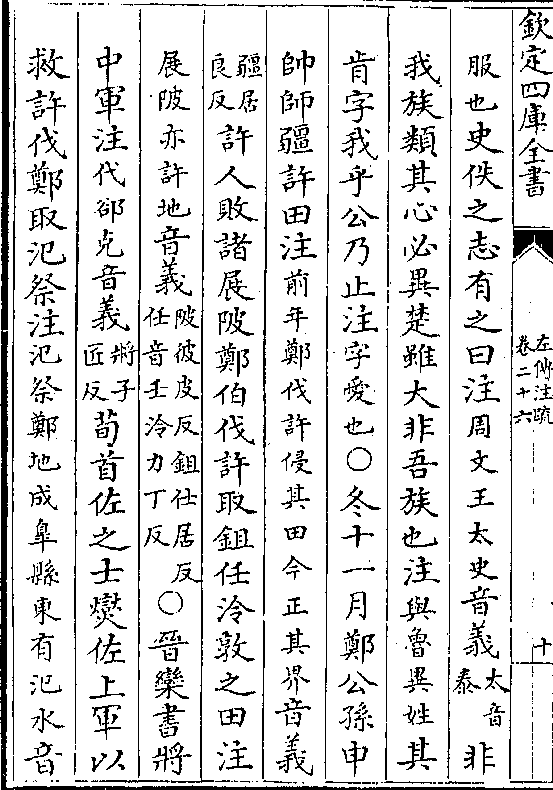 欽定四庫全書
左傳注疏
卷二十六
十
服也史佚之志有之曰注周文王太史音義太音泰非
我族類其心必異楚雖大非吾族也注與魯異姓其
肯字我乎公乃止注字愛也○冬十一月鄭公孫申
帥師疆許田注前年鄭伐許侵其田今正其界音義
疆居良反許人敗諸展陂鄭伯伐許取鉏任泠敦之田注
展陂亦許地音義陂彼皮反鉏仕居反任音壬泠力丁反○晉欒書將
中軍注代郤克音義將子匠反荀首佐之士燮佐上軍以
救許伐鄭取氾祭注氾祭鄭地成臯縣東有氾水音